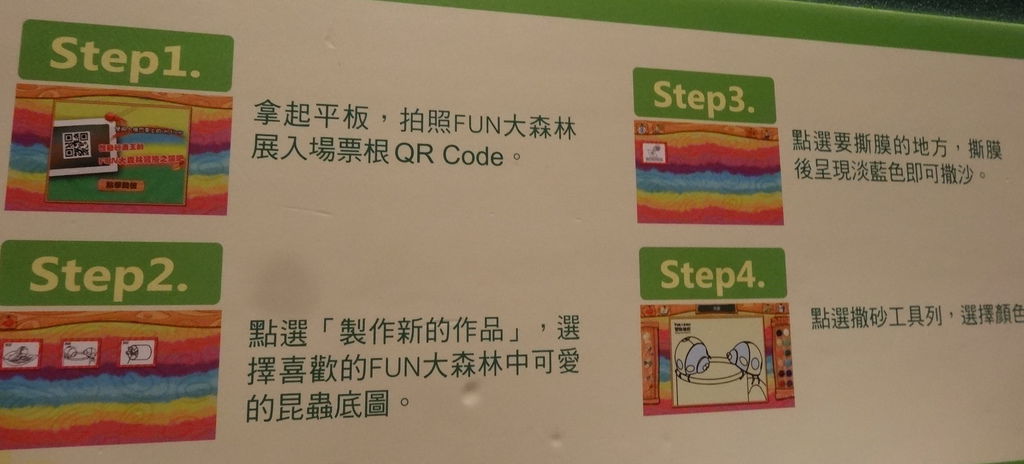 Step1.
拿起平板，拍照FUN大森林
展入場票根QR Code。
Step2.
點選「製作新的作品」，選
擇喜歡的FUN大森林中可愛
的昆蟲底圖。
Step3.
點選要撕膜的地方，撕膜
後呈現淡藍色即可撒沙。
Step4.
點選撒砂工具列，選擇顏色